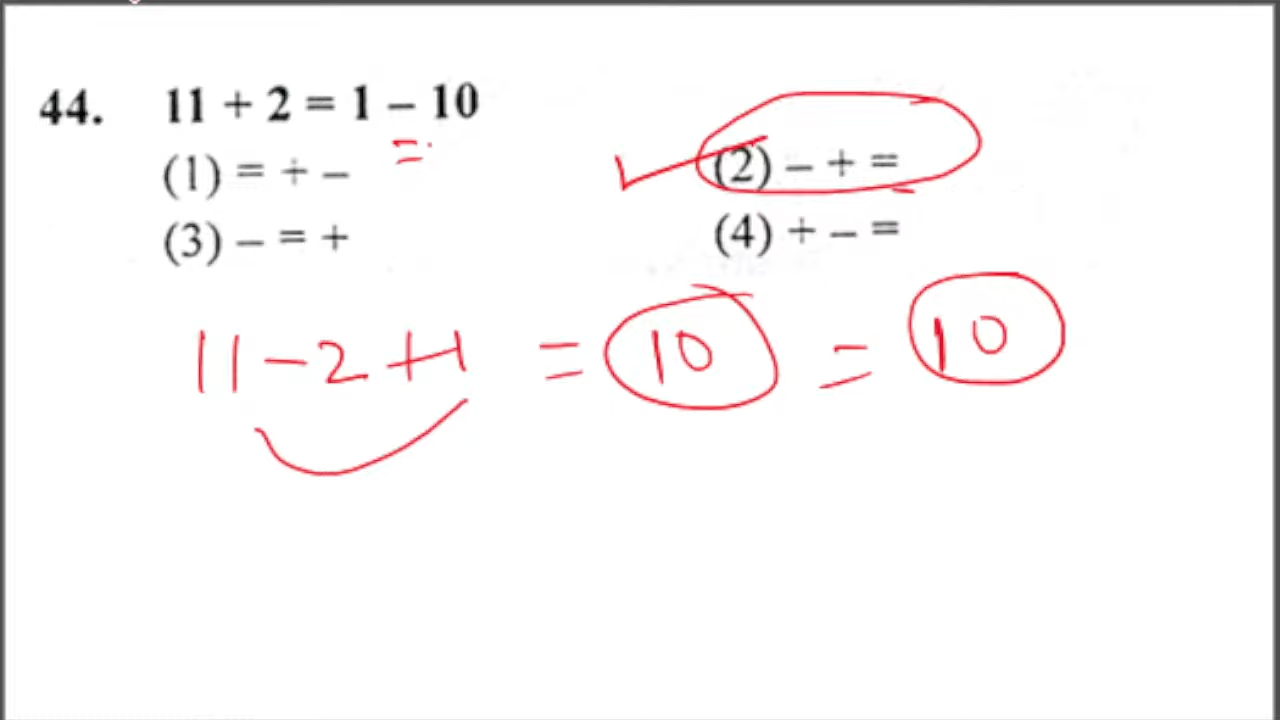 44. 11 + 2 = 1 – 10
=
(1) = + –
(2) – + =
(3) – = +
(4) + – =
11 – 2 + 1 = 10 = 10